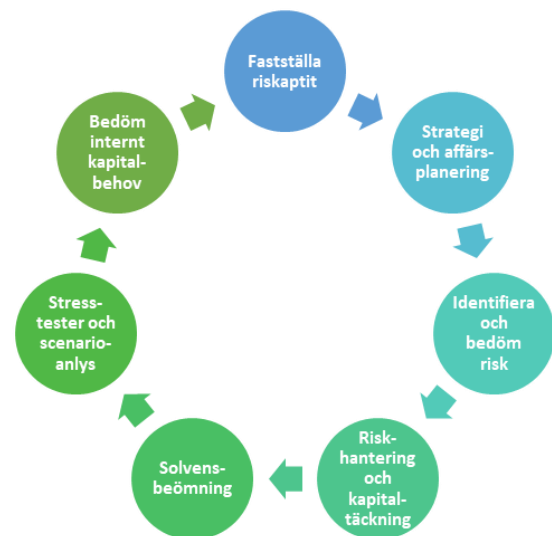 Fastställa
riskaptit
Strategi
och affärs-
planering
Identifiera
och
bedöm
risk
Risk-
hantering
och
kapital-
täckning
Solvens-
beömning
Stress-
tester och
scenario-
anlys
Bedöm
internt
kapital-
behov